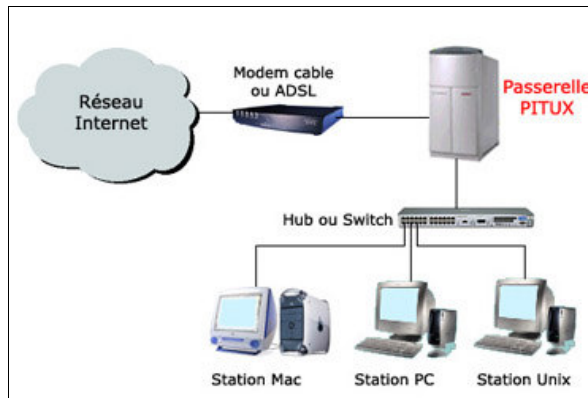 Réseau
Internet
Modem cable
ou ADSL
Passerelle
PITUX
Hub ou Switch
Station Mac
Station PC
Station Unix